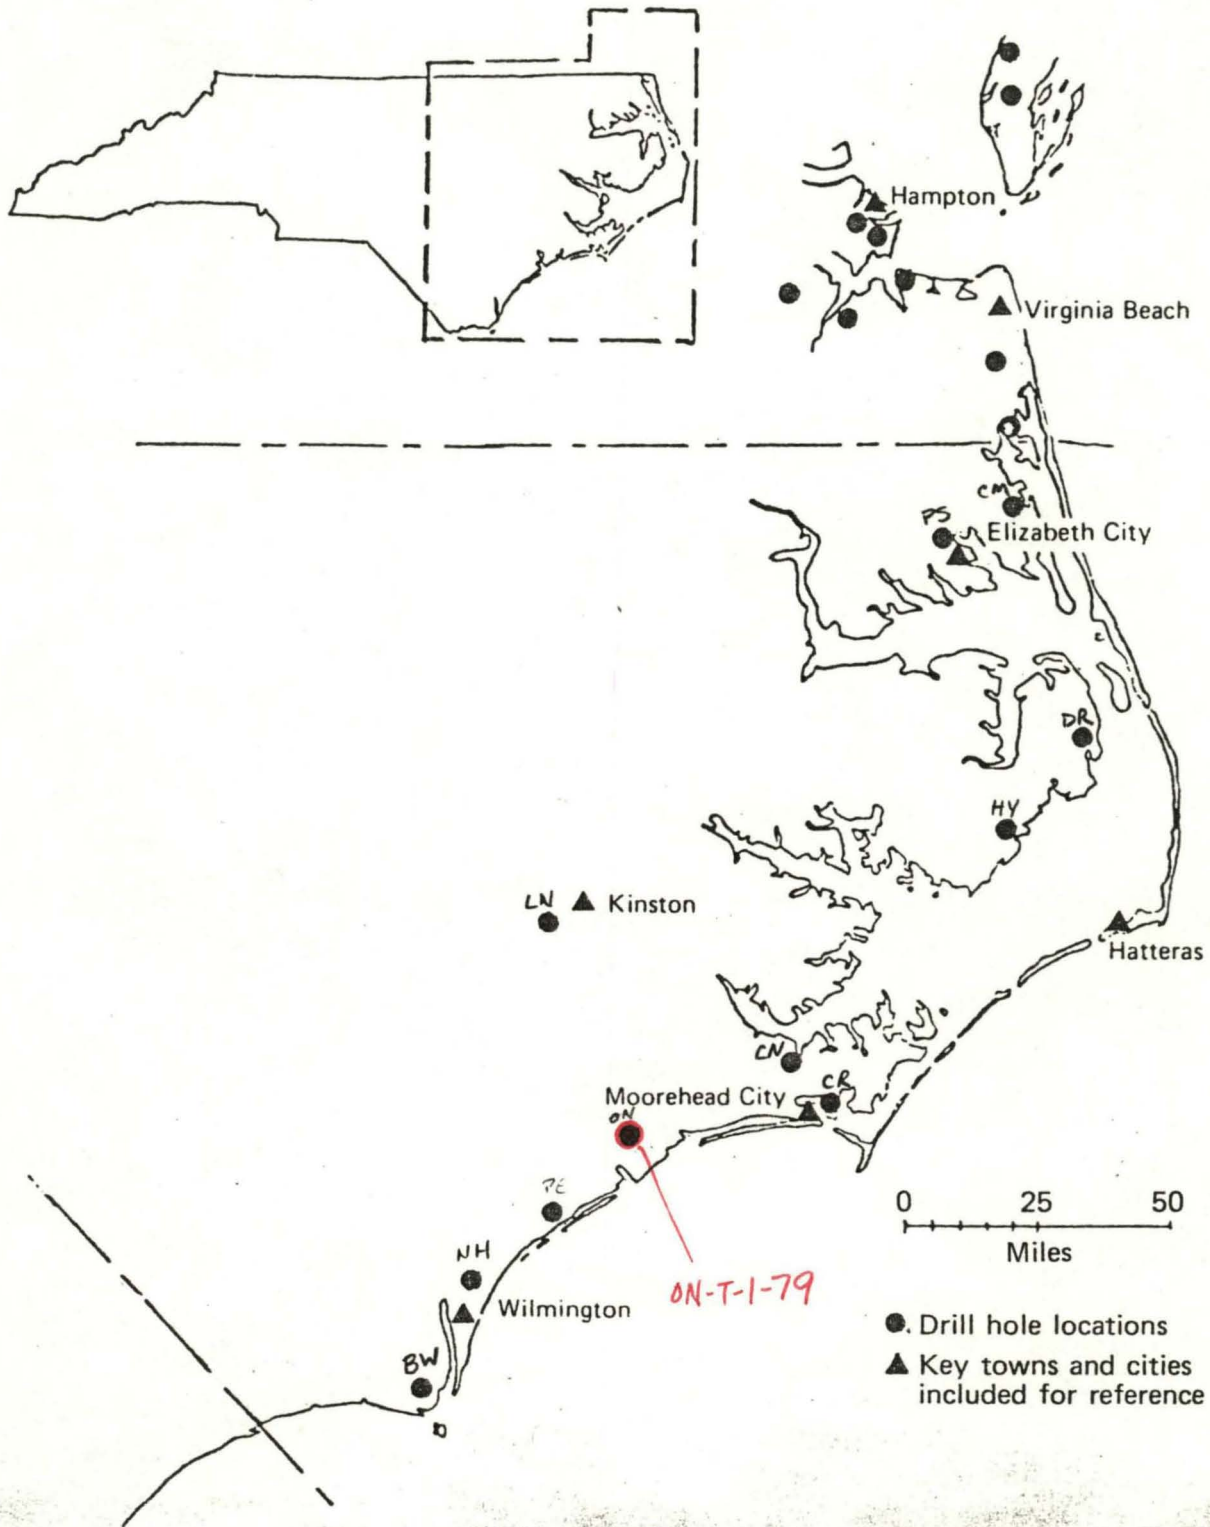 Hampton
Virginia Beach
CM
PS
Elizabeth City
DR
HY
LN
Kinston
Hatteras
CN
Moorehead City
CR
ON
PE
0 25 50
Miles
NH
ON-T-1-79
Wilmington
Drill hole locations
BW
Key towns and cities
included for reference